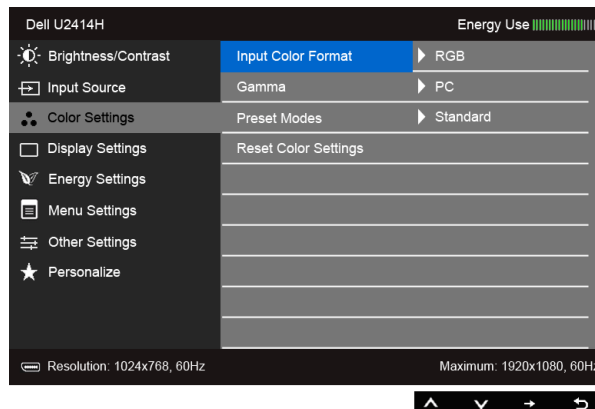 Dell U2414H Energy Use
Brightness/Contrast Input Color Format RGB
Input Source Gamma PC
Color Settings Preset Modes Standard
Display Settings Reset Color Settings
Energy Settings
Menu Settings
Other Settings
Personalize
Resolution: 1024x768, 60Hz Maximum: 1920x1080, 60Hz